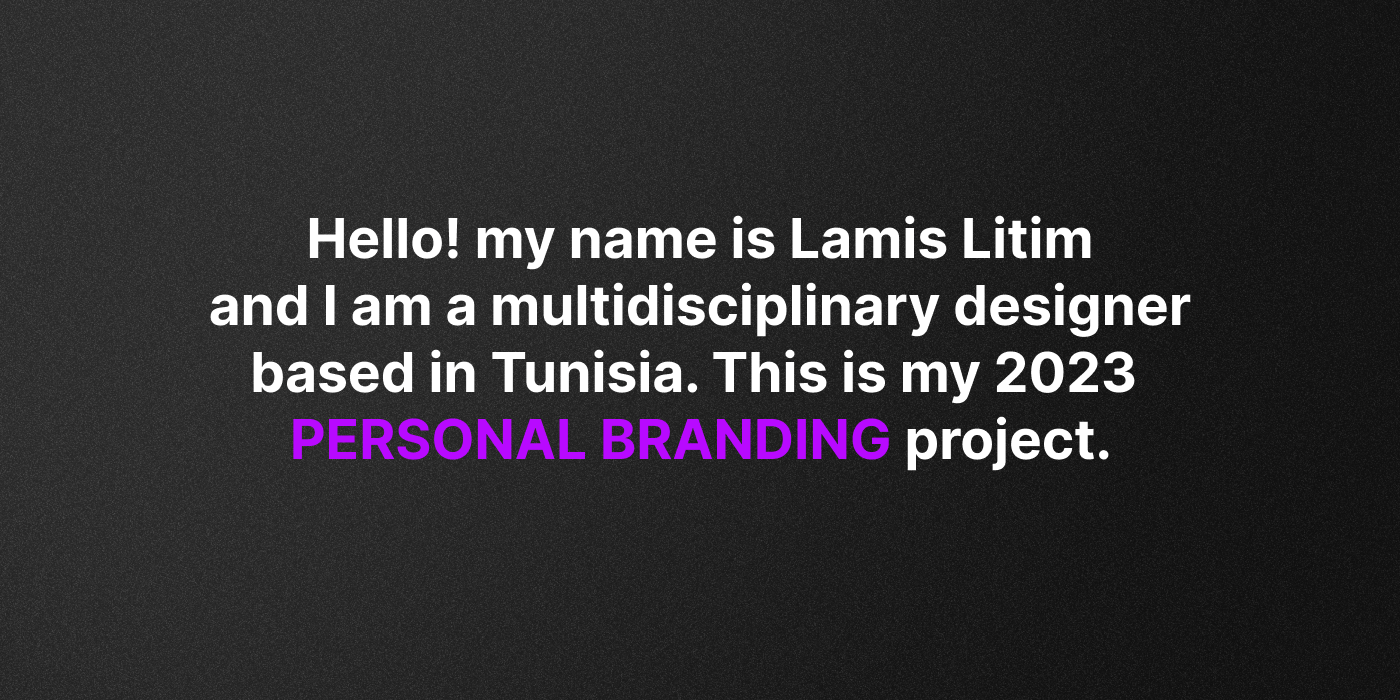 Hello! my name is Lamis Litim
and I am a multidisciplinary designer
based in Tunisia. This is my 2023
PERSONAL BRANDING project.